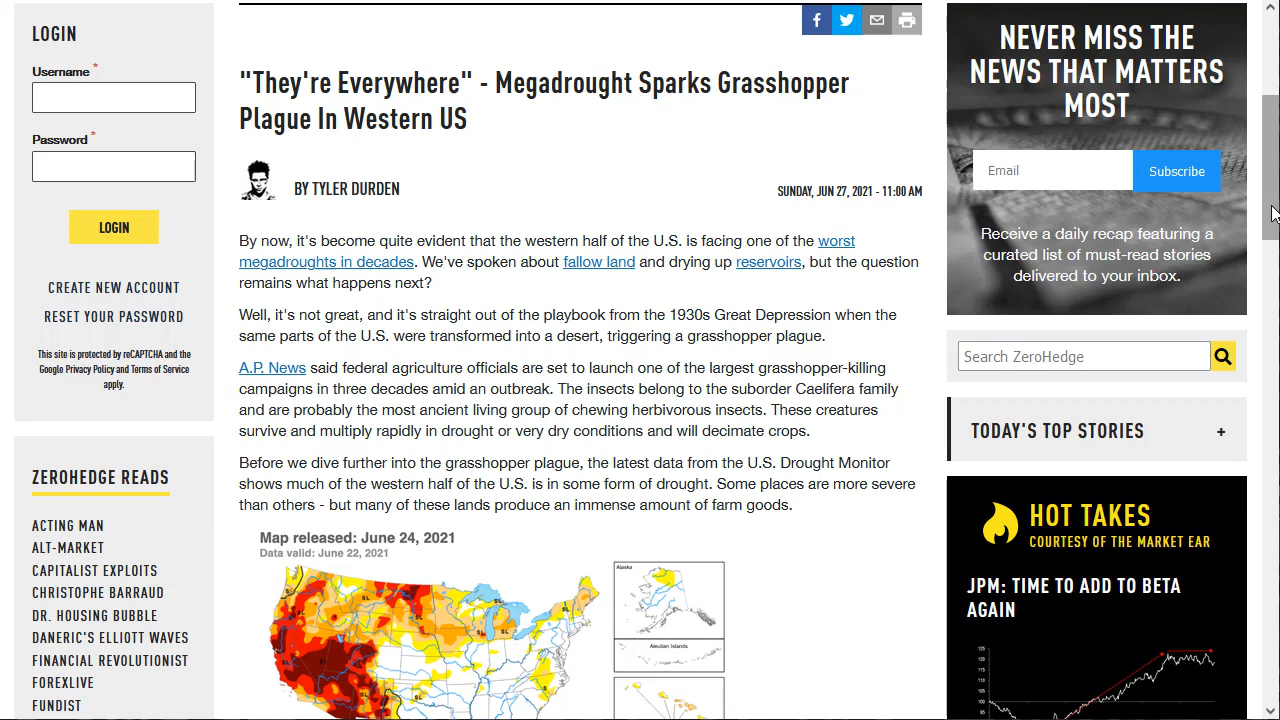 LOGIN
Username *
Password *
LOGIN
CREATE NEW ACCOUNT
RESET YOUR PASSWORD
This site is protected by reCAPTCHA and the
Google Privacy Policy and Terms of Service
apply.
ZEROHEDGE READS
ACTING MAN
ALT-MARKET
CAPITALIST EXPLOITS
CHRISTOPHE BARRAUD
DR. HOUSING BUBBLE
DANERIC'S ELLIOTT WAVES
FINANCIAL REVOLUTIONIST
FOREXLIVE
FUNDIST
"They're Everywhere" - Megadrought Sparks Grasshopper
Plague In Western US
BY TYLER DURDEN
SUNDAY, JUN 27, 2021 - 11:00 AM
By now, it's become quite evident that the western half of the U.S. is facing one of the worst
megadroughts in decades. We've spoken about fallow land and drying up reservoirs, but the question
remains what happens next?
Well, it's not great, and it's straight out of the playbook from the 1930s Great Depression when the
same parts of the U.S. were transformed into a desert, triggering a grasshopper plague.
A.P. News said federal agriculture officials are set to launch one of the largest grasshopper-killing
campaigns in three decades amid an outbreak. The insects belong to the suborder Caelifera family
and are probably the most ancient living group of chewing herbivorous insects. These creatures
survive and multiply rapidly in drought or very dry conditions and will decimate crops.
Before we dive further into the grasshopper plague, the latest data from the U.S. Drought Monitor
shows much of the western half of the U.S. is in some form of drought. Some places are more severe
than others - but many of these lands produce an immense amount of farm goods.
Map released: June 24, 2021
Data valid: June 22, 2021
Alaska
Aleutian Islands
NEVER MISS THE
NEWS THAT MATTERS
MOST
Email
Subscribe
Receive a daily recap featuring a
curated list of must-read stories
delivered to your inbox.
Search ZeroHedge
TODAY'S TOP STORIES +
HOT TAKES
COURTESY OF THE MARKET EAR
JPM: TIME TO ADD TO BETA
AGAIN